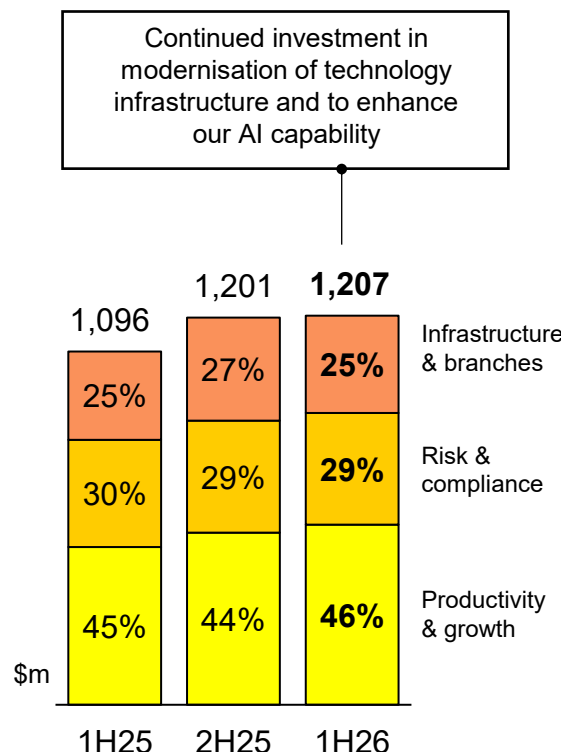 Continued investment in
modernisation of technology
infrastructure and to enhance
our AI capability
1,096
1,201
1,207
25%
27%
25%
Infrastructure
& branches
30%
29%
29%
Risk &
compliance
45%
44%
46%
Productivity
& growth
$m
1H25
2H25
1H26